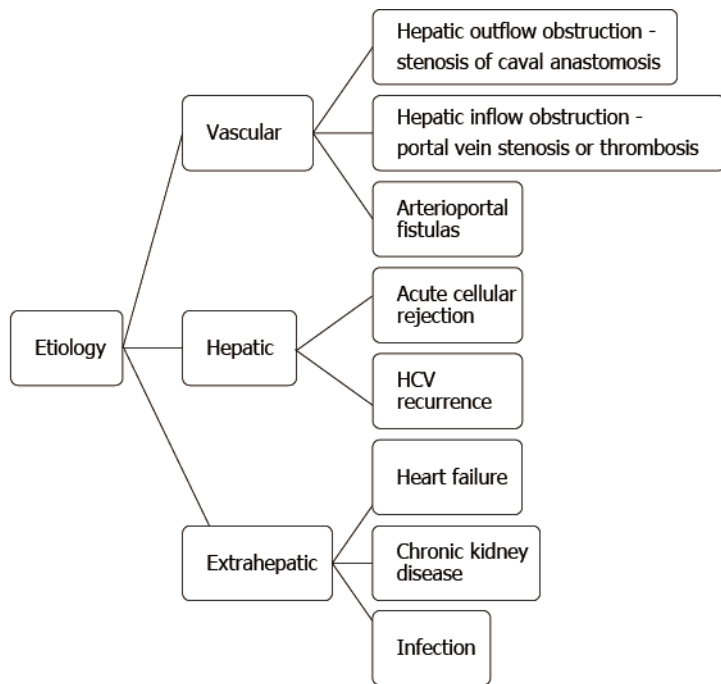 Hepatic outflow obstruction -
stenosis of caval anastomosis
Vascular
Hepatic inflow obstruction -
portal vein stenosis or thrombosis
Arterioportal
fistulas
Acute cellular
rejection
Etiology
Hepatic
HCV
recurrence
Heart failure
Extrahepatic
Chronic kidney
disease
Infection